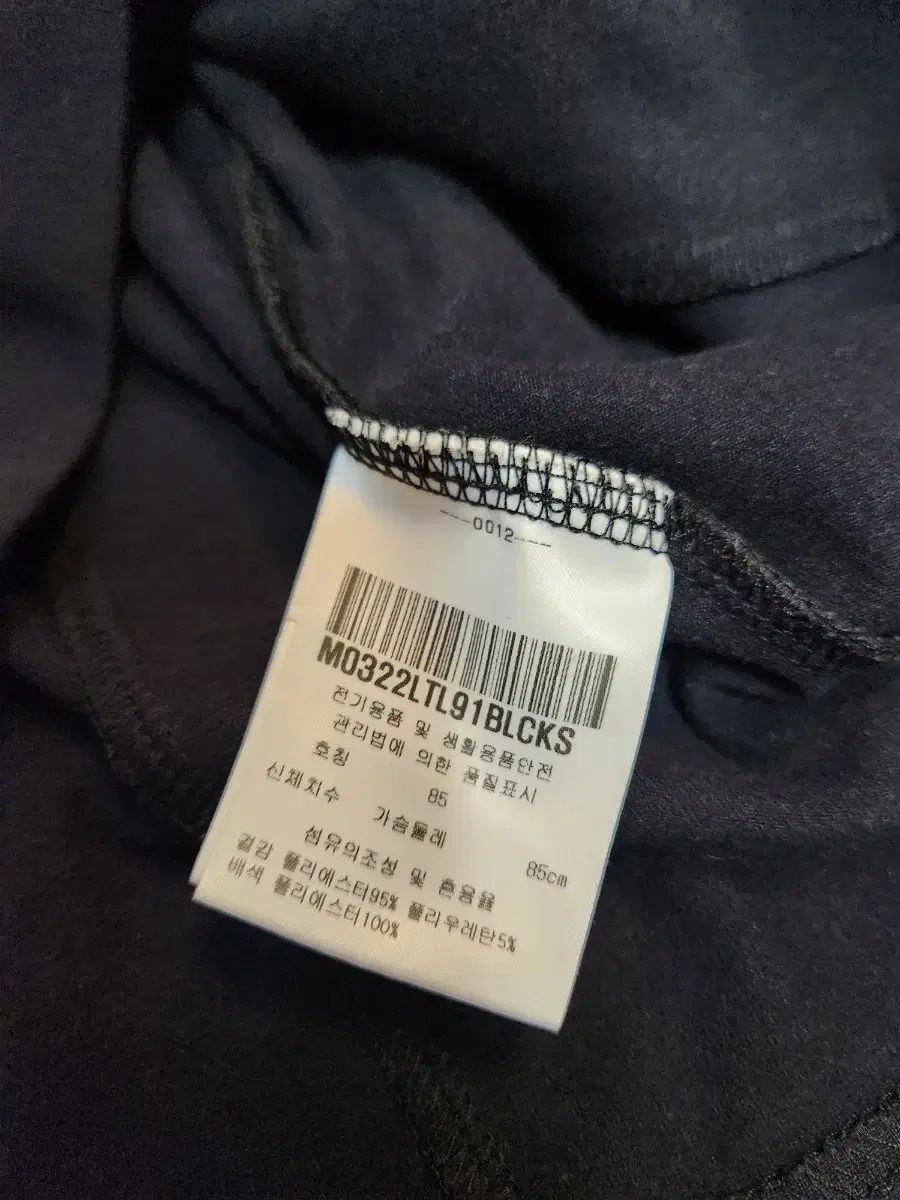 ---0012---
M0322LTL91BLCKS
전기용품 및 생활용품안전
관리법에 의한 품질표시
호칭 85
신체치수 가슴둘레 85cm
섬유의조성 및 혼용율
겉감 폴리에스터95% 폴리우레탄5%
배색 폴리에스터100%